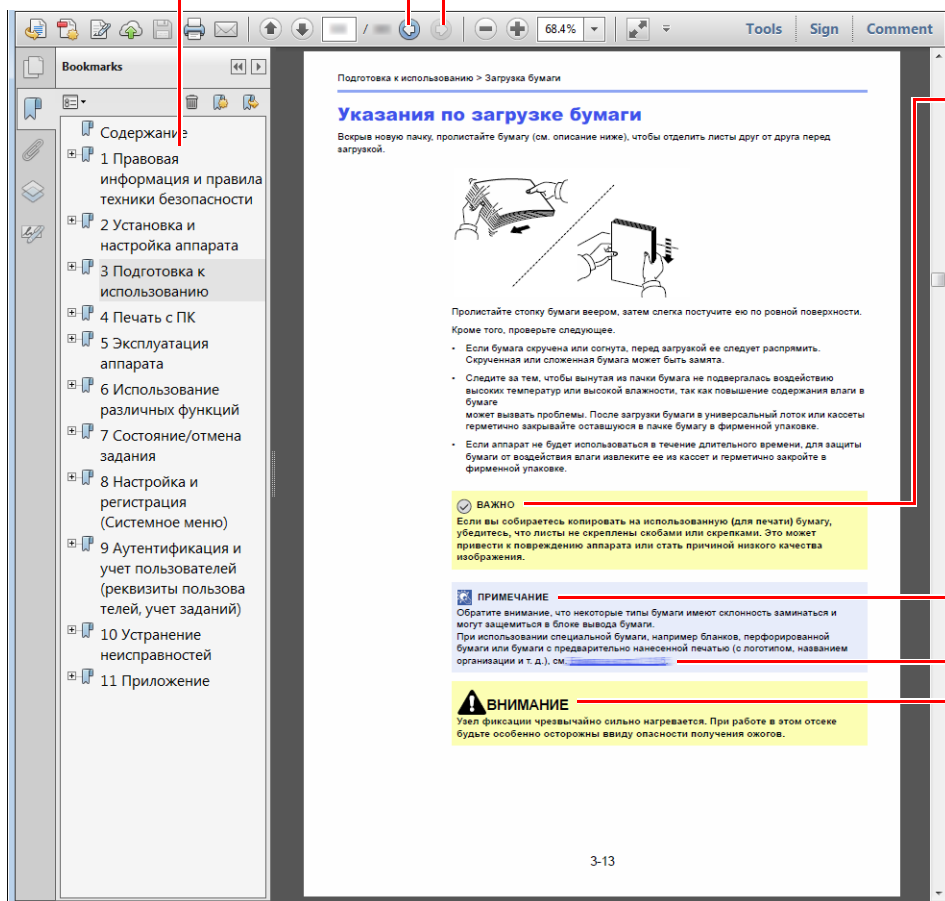 /
68.4%
Tools
Sign
Comment
Bookmarks
Содержание
1 Правовая
информация и правила
техники безопасности
2 Установка и
настройка аппарата
3 Подготовка к
использованию
4 Печать с ПК
5 Эксплуатация
аппарата
6 Использование
различных функций
7 Состояние/отмена
задания
8 Настройка и
регистрация
(Системное меню)
9 Аутентификация и
учет пользователей
(реквизиты пользова
телей, учет заданий)
10 Устранение
неисправностей
11 Приложение
Подготовка к использованию > Загрузка бумаги
Указания по загрузке бумаги
Вскрыв новую пачку, пролистайте бумагу (см. описание ниже), чтобы отделить листы друг от друга перед
загрузкой.
Пролистайте стопку бумаги веером, затем слегка постучите ею по ровной поверхности.
Кроме того, проверьте следующее.
• Если бумага скручена или согнута, перед загрузкой ее следует распрямить.
Скрученная или сложенная бумага может быть замята.
• Следите за тем, чтобы вынутая из пачки бумага не подвергалась воздействию
высоких температур или высокой влажности, так как повышение содержания влаги в
бумаге
может вызвать проблемы. После загрузки бумаги в универсальный лоток или кассеты
герметично закрывайте оставшуюся в пачке бумагу в фирменной упаковке.
• Если аппарат не будет использоваться в течение длительного времени, для защиты
бумаги от воздействия влаги извлеките ее из кассет и герметично закройте в
фирменной упаковке.
ВАЖНО
Если вы собираетесь копировать на использованную (для печати) бумагу,
убедитесь, что листы не скреплены скобами или скрепками. Это может
привести к повреждению аппарата или стать причиной низкого качества
изображения.
ПРИМЕЧАНИЕ
Обратите внимание, что некоторые типы бумаги имеют склонность заминаться и
могут защемиться в блоке вывода бумаги.
При использовании специальной бумаги, например бланков, перфорированной
бумаги или бумаги с предварительно нанесенной печатью (с логотипом, названием
организации и т. д.), см.
ВНИМАНИЕ
Узел фиксации чрезвычайно сильно нагревается. При работе в этом отсеке
будьте особенно осторожны ввиду опасности получения ожогов.
3-13